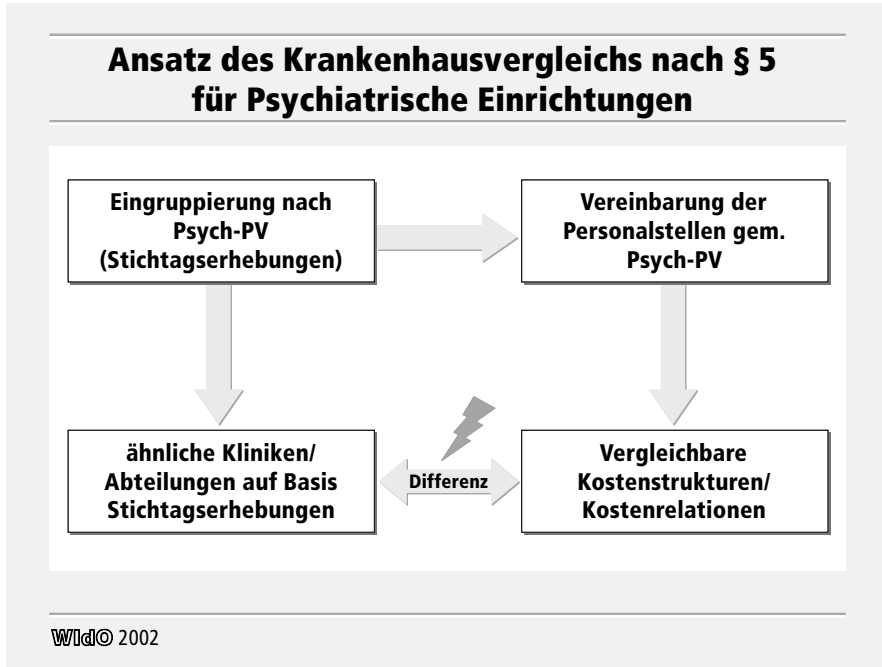 Ansatz des Krankenhausvergleichs nach § 5
für Psychiatrische Einrichtungen
Eingruppierung nach
Psych-PV
(Stichtagserhebungen)
Vereinbarung der
Personalstellen gem.
Psych-PV
ähnliche Kliniken/
Abteilungen auf Basis
Stichtagserhebungen
Differenz
Vergleichbare
Kostenstrukturen/
Kostenrelationen
WIdO 2002